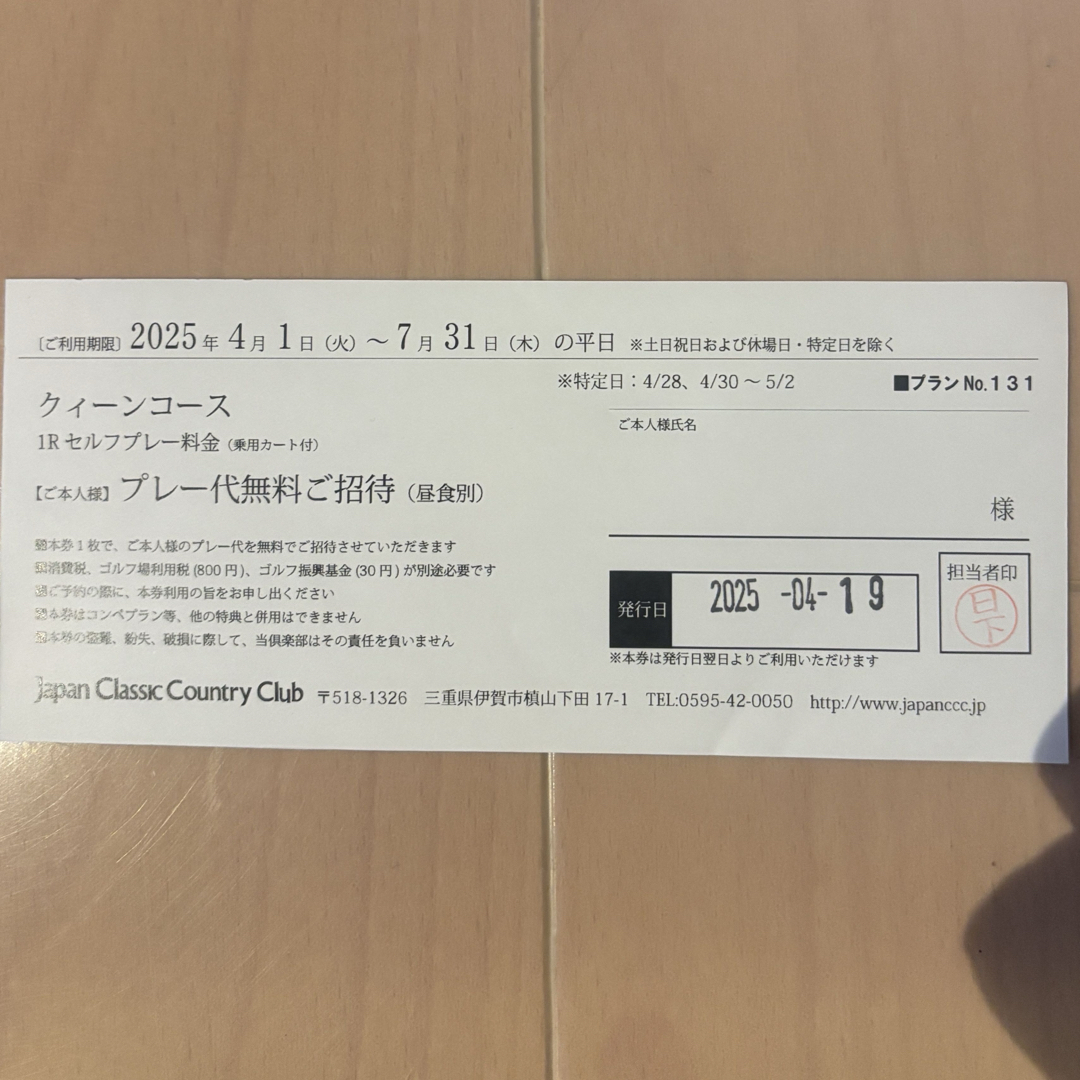 〔ご利用期限〕2025年 4月 1日（火）～7月 31日（木）の平日 ※土日祝日および休場日・特定日を除く
※特定日：4/28、4/30～5/2 ■プランNo.131
クィーンコース
1Rセルフプレー料金（乗用カート付）
【ご本人様】プレー代無料ご招待（昼食別）
ご本人様氏名
様
本券1枚で、ご本人様のプレー代を無料でご招待させていただきます
消費税、ゴルフ場利用税(800円)、ゴルフ振興基金(30円)が別途必要です
ご予約の際に、本券利用の旨をお申し出ください
本券はコンペプラン等、他の特典と併用はできません
本券の盗難、紛失、破損に際して、当倶楽部はその責任を負いません
発行日 2025 -04- 1 9
※本券は発行日翌日よりご利用いただけます
担当者印
日下
Japan Classic Country Club 〒518-1326 三重県伊賀市槙山下田17-1 TEL:0595-42-0050 http://www.japanccc.jp